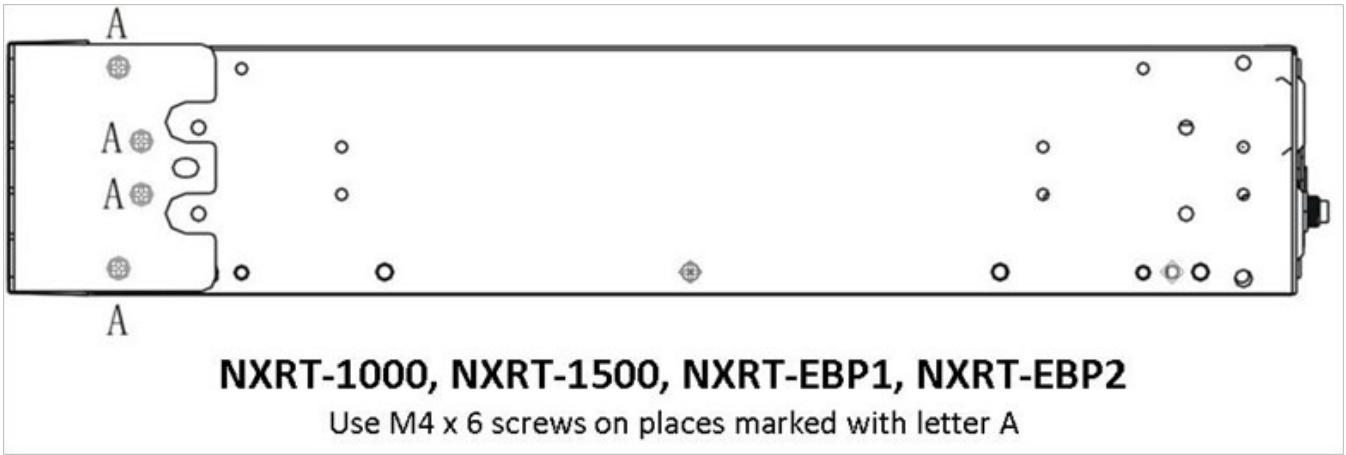 A
A
A
A
NXRT-1000, NXRT-1500, NXRT-EBP1, NXRT-EBP2
Use M4 x 6 screws on places marked with letter A